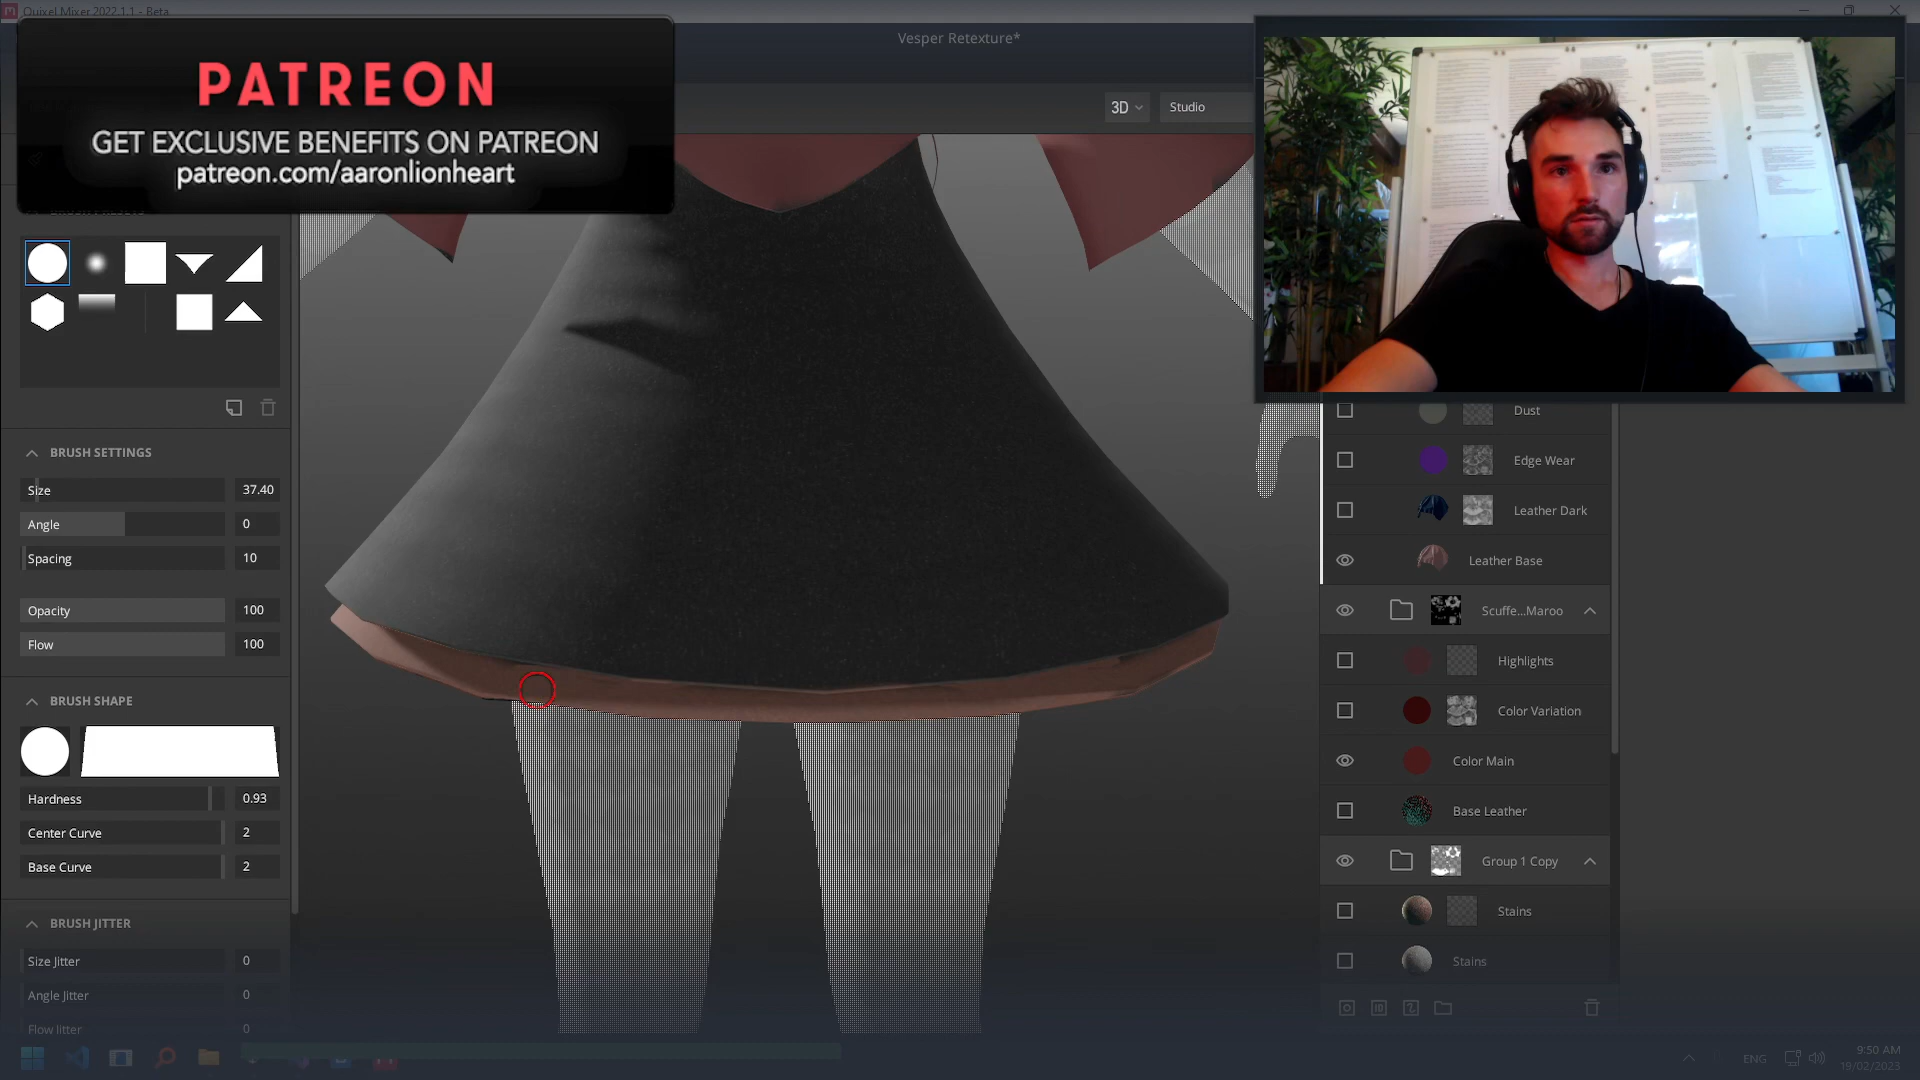 Quixel Mixer 2022.1.1 - Beta
Vesper Retexture*
PATREON
GET EXCLUSIVE BENEFITS ON PATREON
patreon.com/aaronlionheart
3D
Studio
BRUSH SETTINGS
Size
37.40
Angle
0
Spacing
10
Opacity
100
Flow
100
BRUSH SHAPE
Hardness
0.93
Center Curve
2
Base Curve
2
BRUSH JITTER
Size Jitter
0
Angle Jitter
0
Flow Jitter
0
Dust
Edge Wear
Leather Dark
Leather Base
Scuffe...Maroo
Highlights
Color Variation
Color Main
Base Leather
Group 1 Copy
Stains
Stains
ENG
9:50 AM
19/02/2023